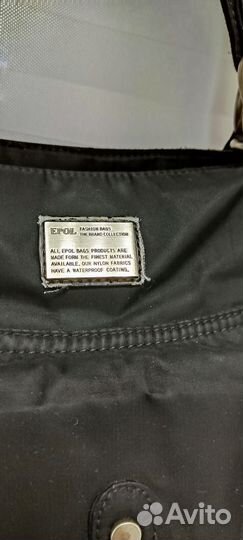 EPOL FASHION BAGS
THE BRAND COLLECTION
ALL EPOL BAGS PRODUCTS ARE
MADE FORM THE FINEST MATERIAL
AVAILABLE. OUR NYLON FABRICS
HAVE A WATERPROOF COATING.
Avito